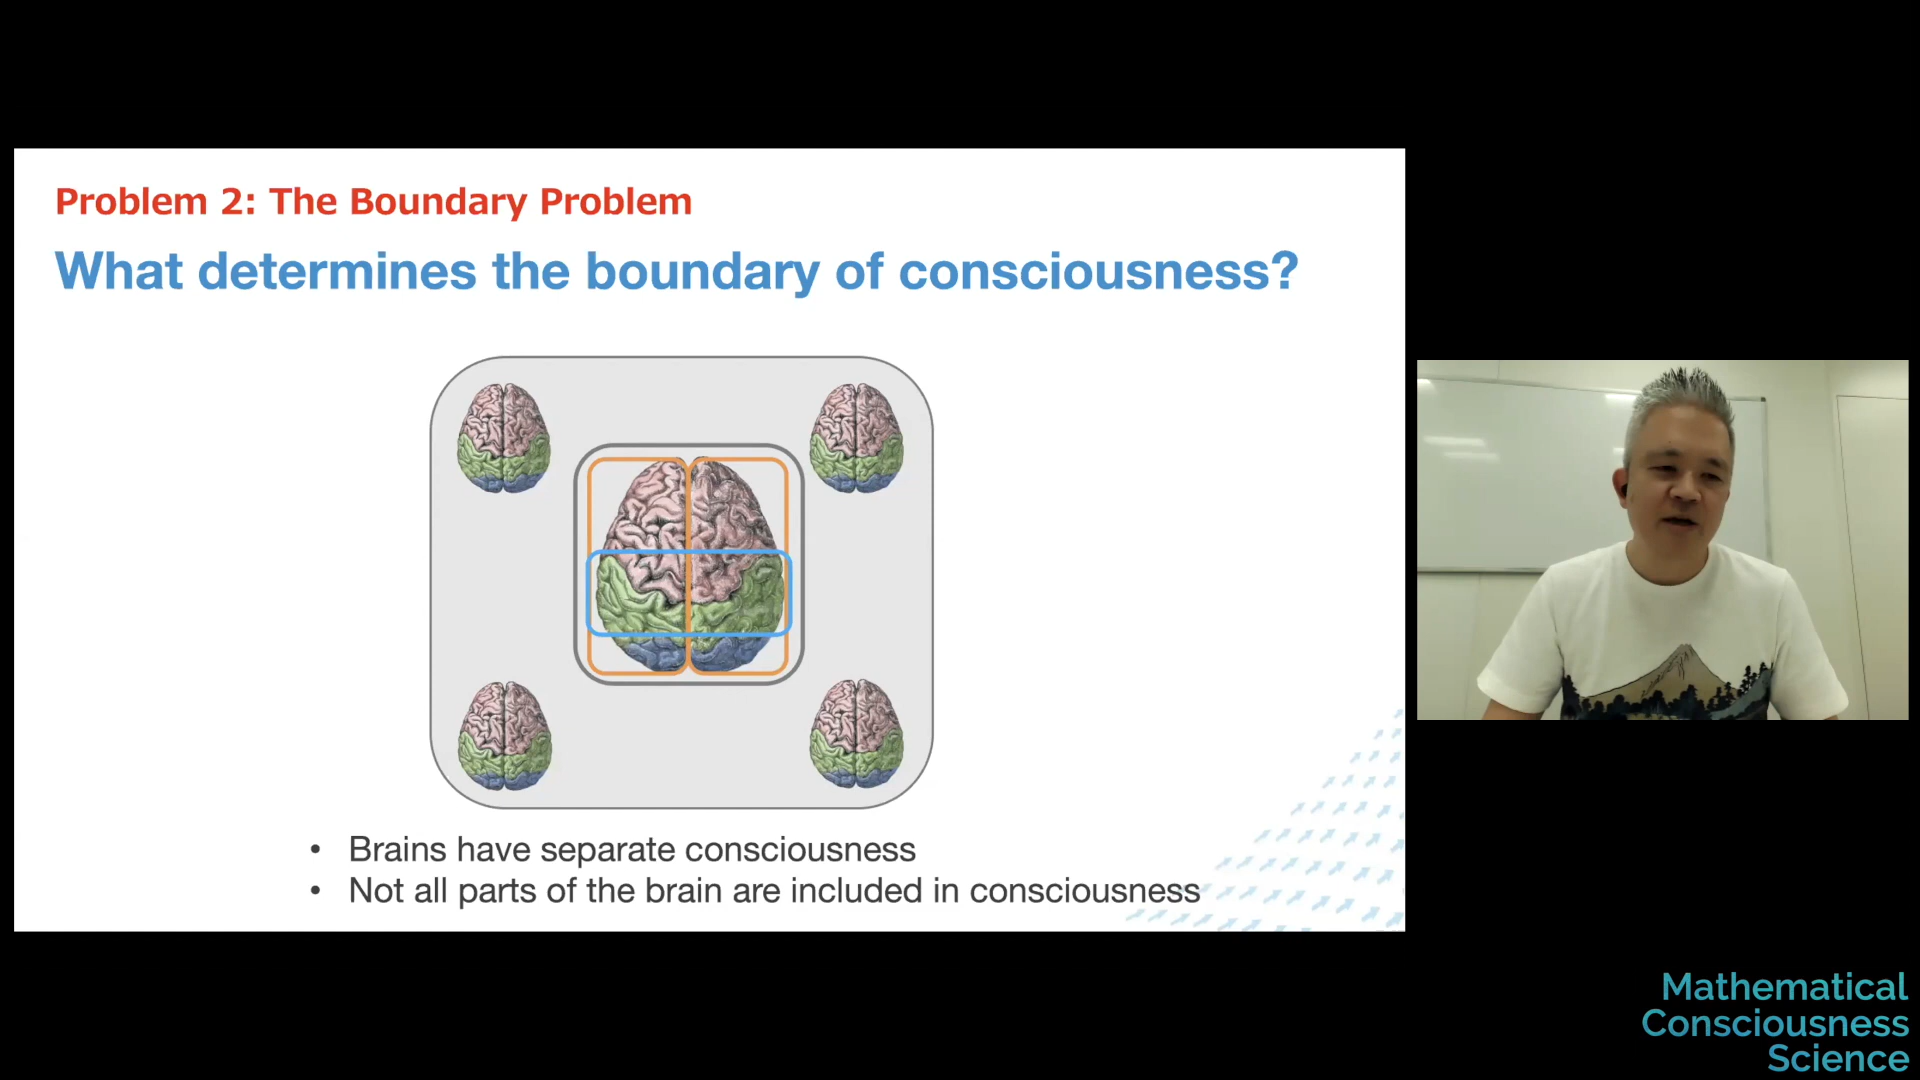 Problem 2: The Boundary Problem
What determines the boundary of consciousness?
• Brains have separate consciousness
• Not all parts of the brain are included in consciousness
Mathematical
Consciousness
Science